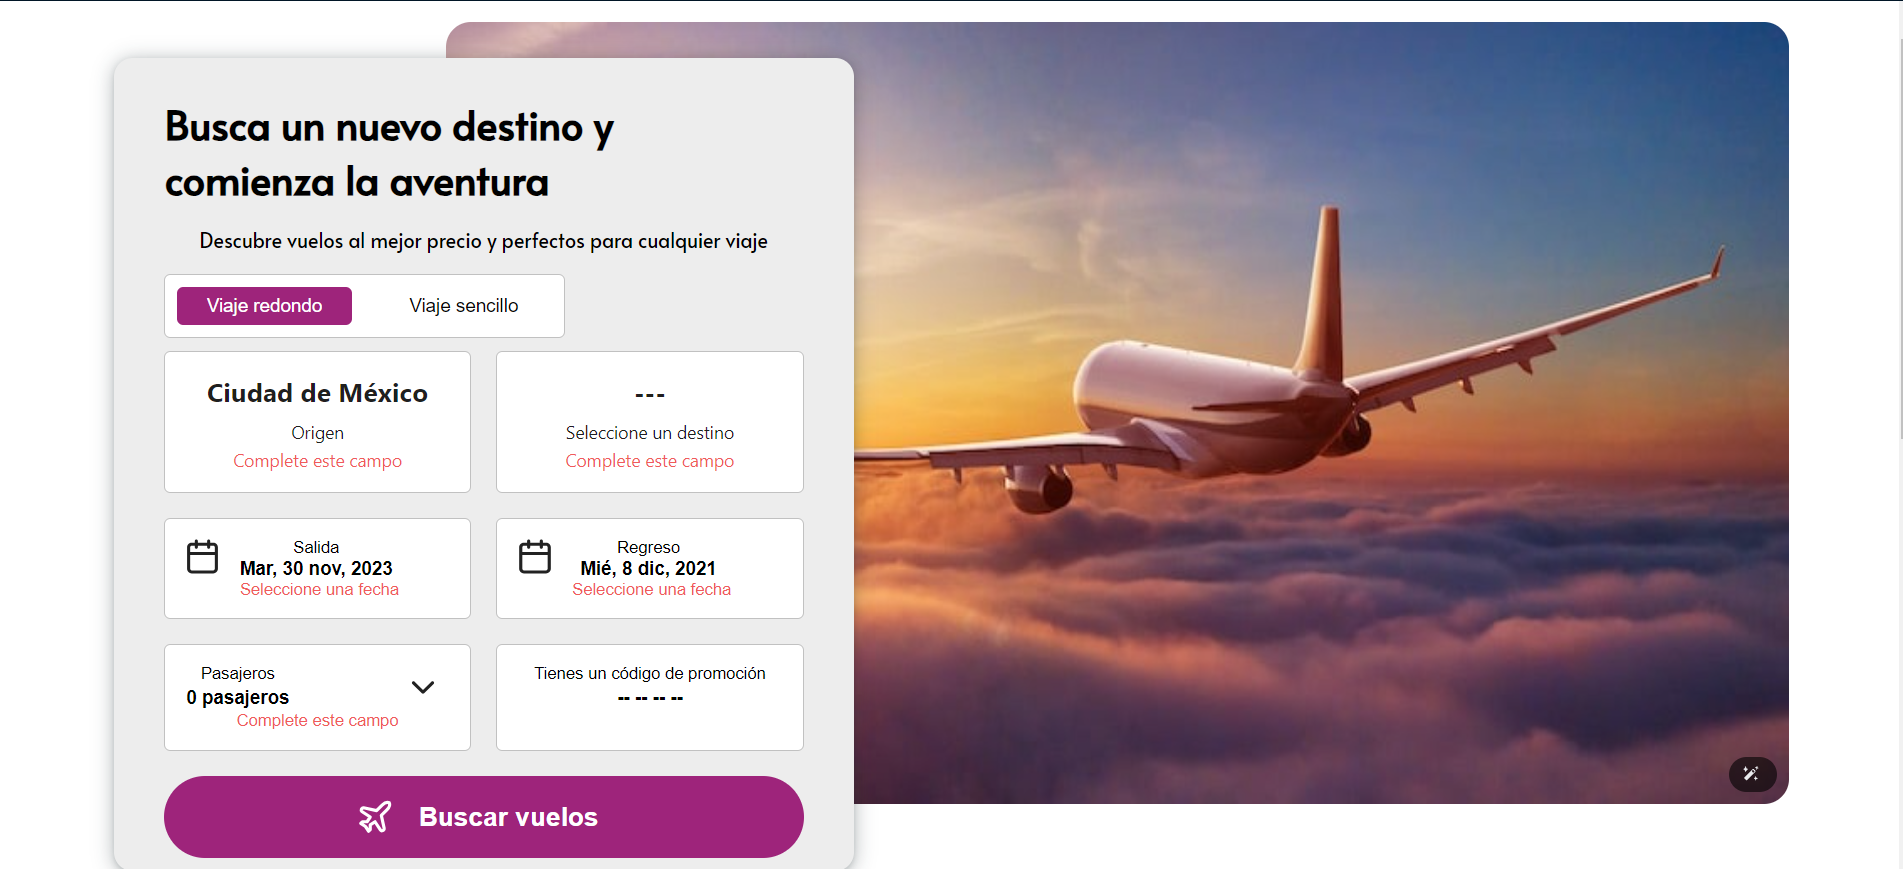 Busca un nuevo destino y
comienza la aventura
Descubre vuelos al mejor precio y perfectos para cualquier viaje
Viaje redondo Viaje sencillo
Ciudad de México
Origen
Complete este campo
---
Seleccione un destino
Complete este campo
Salida
Mar, 30 nov, 2023
Seleccione una fecha
Regreso
Mié, 8 dic, 2021
Seleccione una fecha
Pasajeros
0 pasajeros
Complete este campo
Tienes un código de promoción
-- -- -- --
Buscar vuelos